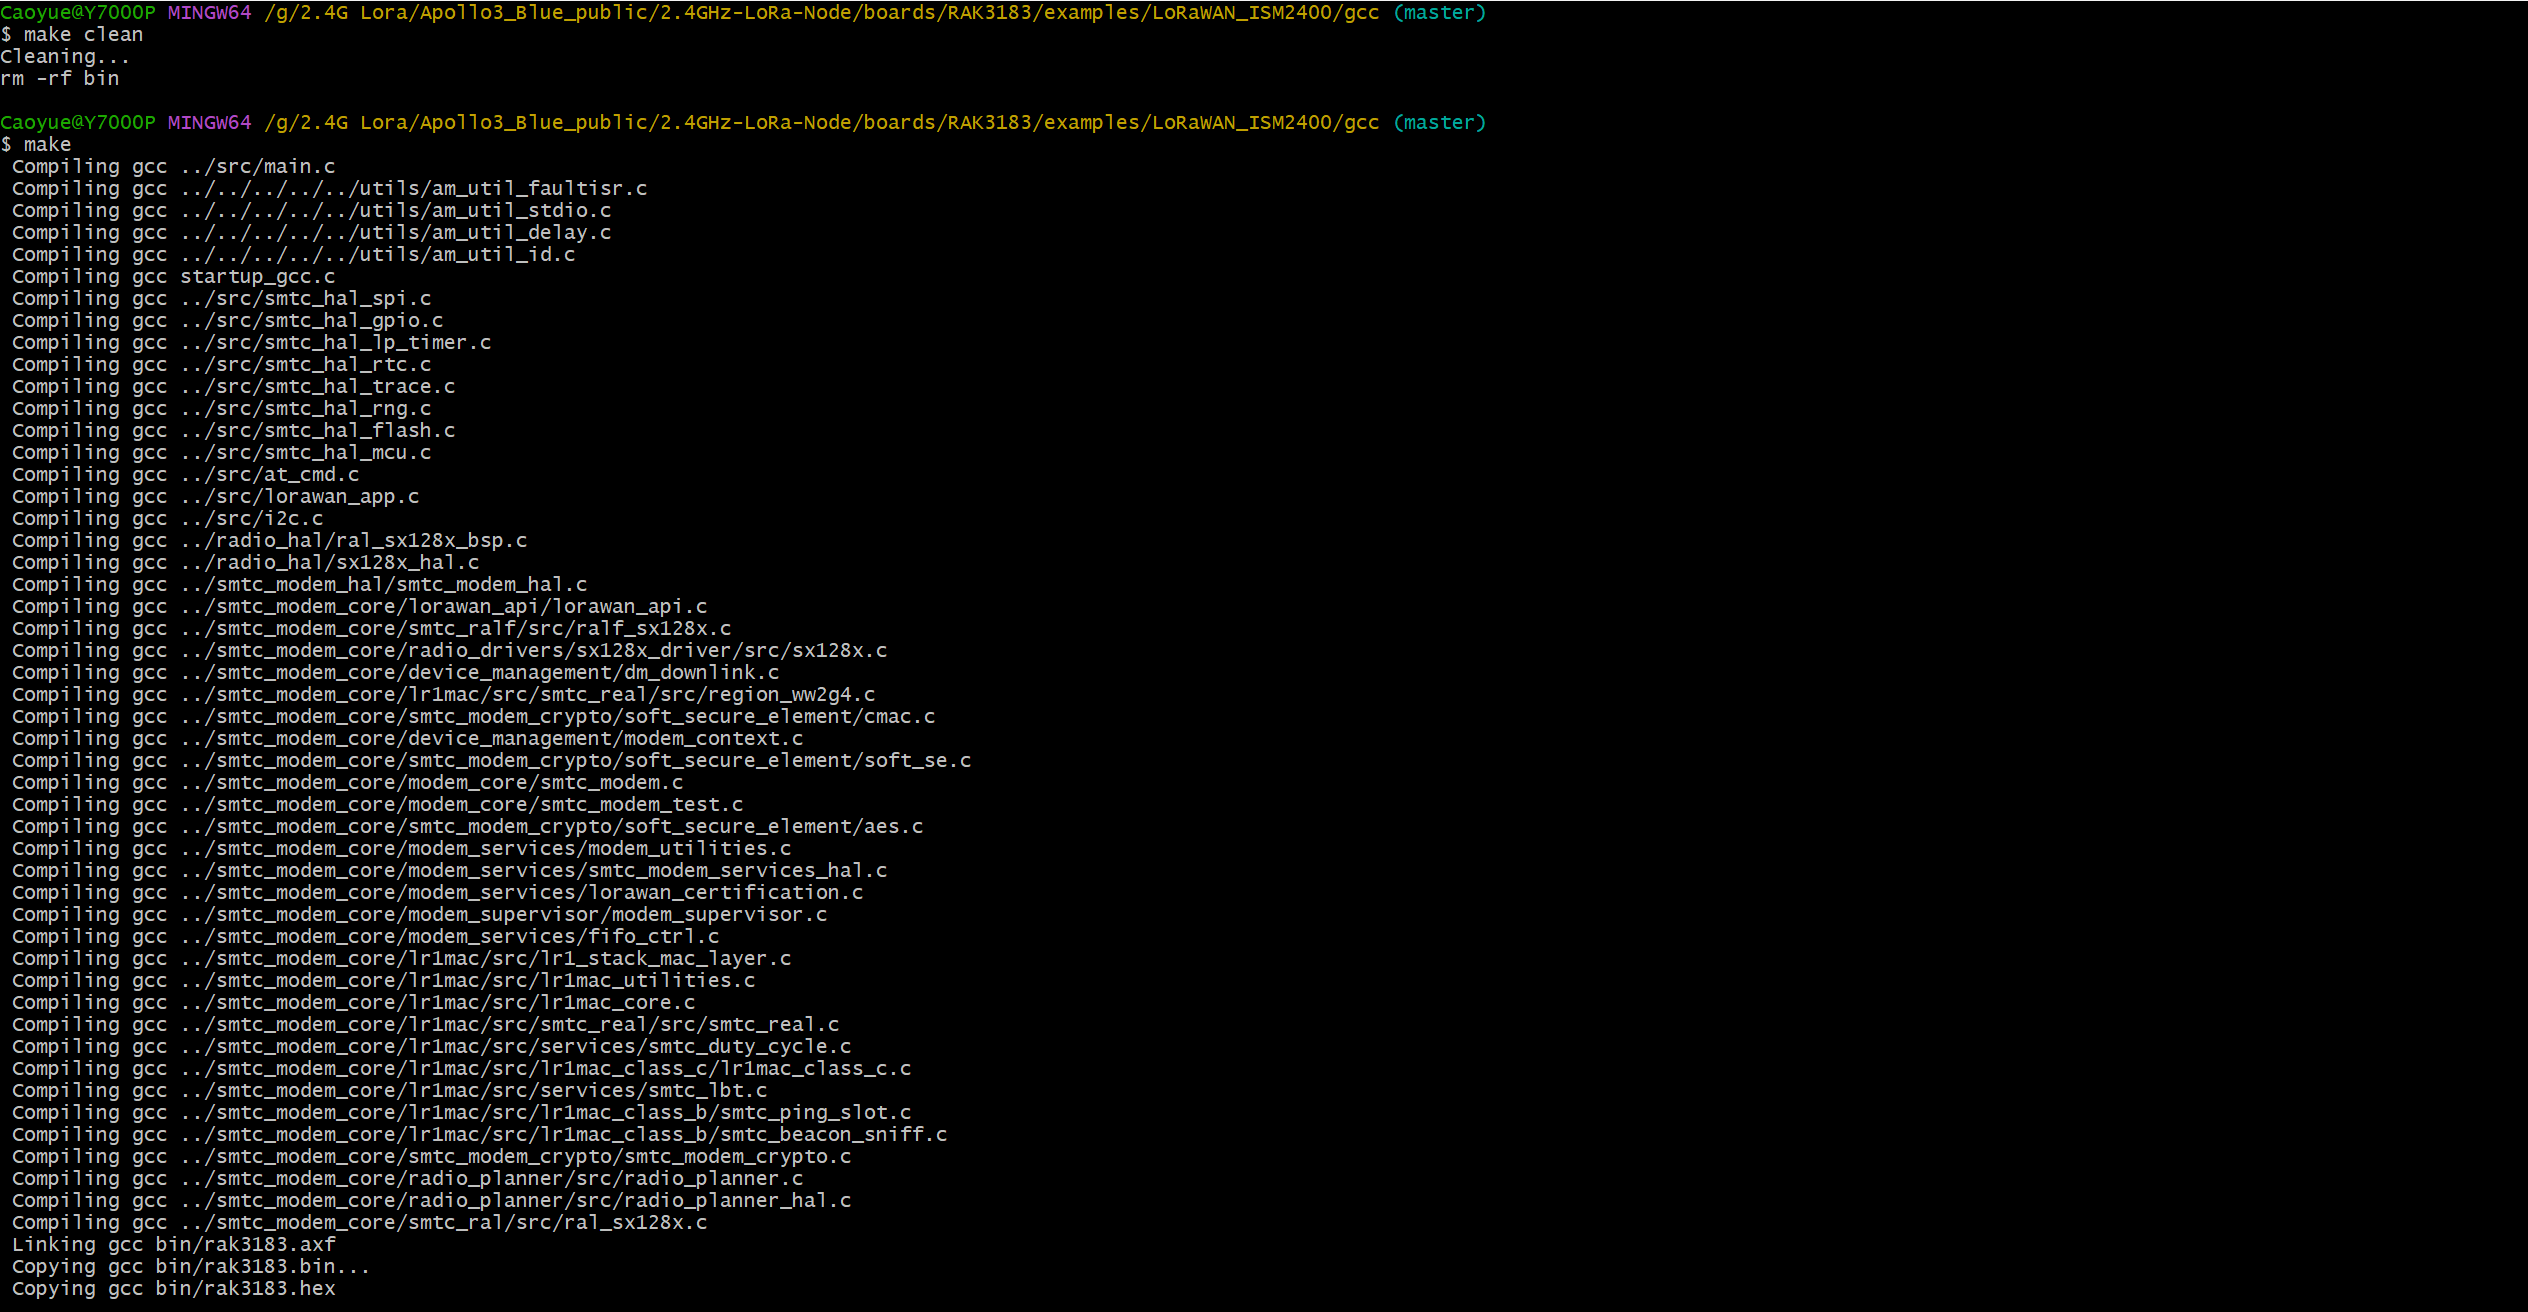 Caoyue@Y7000P MINGW64 /g/2.4G Lora/Apollo3_Blue_public/2.4GHz-LoRa-Node/boards/RAK3183/examples/LoRaWAN_ISM2400/gcc (master)
$ make clean
Cleaning...
rm -rf bin
Caoyue@Y7000P MINGW64 /g/2.4G Lora/Apollo3_Blue_public/2.4GHz-LoRa-Node/boards/RAK3183/examples/LoRaWAN_ISM2400/gcc (master)
$ make
Compiling gcc ../src/main.c
Compiling gcc ../../../../../utils/am_util_faultisr.c
Compiling gcc ../../../../../utils/am_util_stdio.c
Compiling gcc ../../../../../utils/am_util_delay.c
Compiling gcc ../../../../../utils/am_util_id.c
Compiling gcc startup_gcc.c
Compiling gcc ../src/smtc_hal_spi.c
Compiling gcc ../src/smtc_hal_gpio.c
Compiling gcc ../src/smtc_hal_lp_timer.c
Compiling gcc ../src/smtc_hal_rtc.c
Compiling gcc ../src/smtc_hal_trace.c
Compiling gcc ../src/smtc_hal_rng.c
Compiling gcc ../src/smtc_hal_flash.c
Compiling gcc ../src/smtc_hal_mcu.c
Compiling gcc ../src/at_cmd.c
Compiling gcc ../src/lorawan_app.c
Compiling gcc ../src/i2c.c
Compiling gcc ../radio_hal/ral_sx128x_bsp.c
Compiling gcc ../radio_hal/sx128x_hal.c
Compiling gcc ../smtc_modem_hal/smtc_modem_hal.c
Compiling gcc ../smtc_modem_core/lorawan_api/lorawan_api.c
Compiling gcc ../smtc_modem_core/smtc_ralf/src/ralf_sx128x.c
Compiling gcc ../smtc_modem_core/radio_drivers/sx128x_driver/src/sx128x.c
Compiling gcc ../smtc_modem_core/device_management/dm_downlink.c
Compiling gcc ../smtc_modem_core/lr1mac/src/smtc_real/src/region_ww2g4.c
Compiling gcc ../smtc_modem_core/smtc_modem_crypto/soft_secure_element/cmac.c
Compiling gcc ../smtc_modem_core/device_management/modem_context.c
Compiling gcc ../smtc_modem_core/smtc_modem_crypto/soft_secure_element/soft_se.c
Compiling gcc ../smtc_modem_core/modem_core/smtc_modem.c
Compiling gcc ../smtc_modem_core/modem_core/smtc_modem_test.c
Compiling gcc ../smtc_modem_core/smtc_modem_crypto/soft_secure_element/aes.c
Compiling gcc ../smtc_modem_core/modem_services/modem_utilities.c
Compiling gcc ../smtc_modem_core/modem_services/smtc_modem_services_hal.c
Compiling gcc ../smtc_modem_core/modem_services/lorawan_certification.c
Compiling gcc ../smtc_modem_core/modem_supervisor/modem_supervisor.c
Compiling gcc ../smtc_modem_core/modem_services/fifo_ctrl.c
Compiling gcc ../smtc_modem_core/lr1mac/src/lr1_stack_mac_layer.c
Compiling gcc ../smtc_modem_core/lr1mac/src/lr1mac_utilities.c
Compiling gcc ../smtc_modem_core/lr1mac/src/lr1mac_core.c
Compiling gcc ../smtc_modem_core/lr1mac/src/smtc_real/src/smtc_real.c
Compiling gcc ../smtc_modem_core/lr1mac/src/services/smtc_duty_cycle.c
Compiling gcc ../smtc_modem_core/lr1mac/src/lr1mac_class_c/lr1mac_class_c.c
Compiling gcc ../smtc_modem_core/lr1mac/src/services/smtc_lbt.c
Compiling gcc ../smtc_modem_core/lr1mac/src/lr1mac_class_b/smtc_ping_slot.c
Compiling gcc ../smtc_modem_core/lr1mac/src/lr1mac_class_b/smtc_beacon_sniff.c
Compiling gcc ../smtc_modem_core/smtc_modem_crypto/smtc_modem_crypto.c
Compiling gcc ../smtc_modem_core/radio_planner/src/radio_planner.c
Compiling gcc ../smtc_modem_core/radio_planner/src/radio_planner_hal.c
Compiling gcc ../smtc_modem_core/smtc_ral/src/ral_sx128x.c
Linking gcc bin/rak3183.axf
Copying gcc bin/rak3183.bin...
Copying gcc bin/rak3183.hex